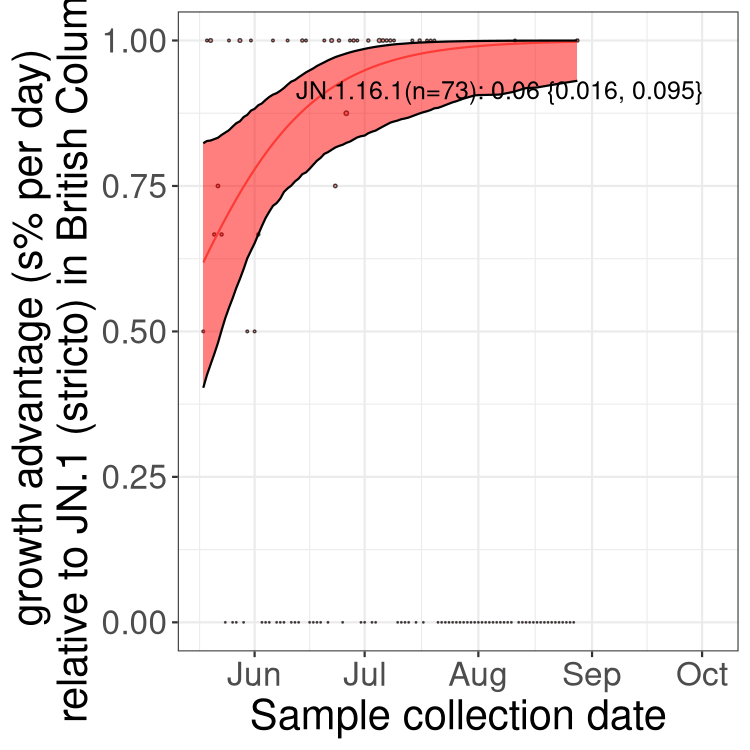 growth advantage (s% per day)
relative to JN.1 (stricto) in British Colum
1.00
0.75
0.50
0.25
0.00
JN.1.16.1(n=73): 0.06 {0.016, 0.095}
Jun Jul Aug Sep Oct
Sample collection date